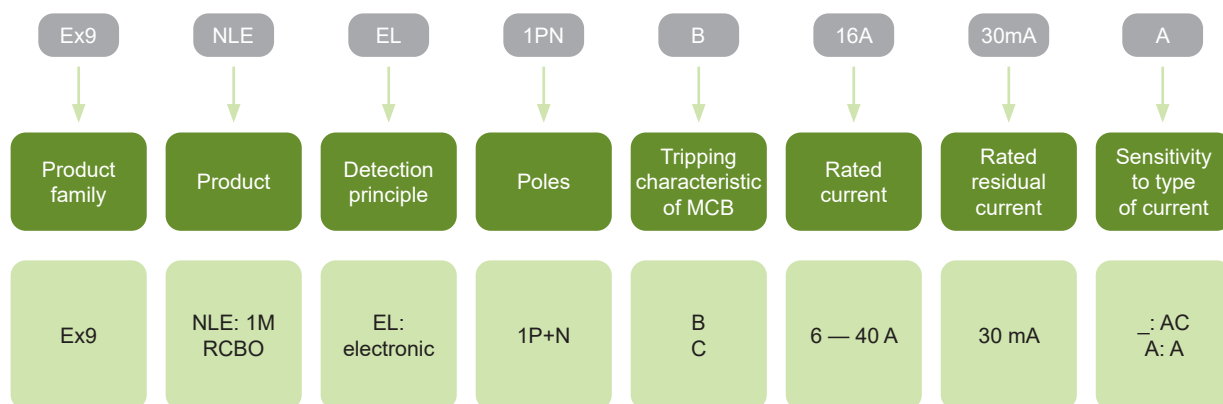 Ex9 NLE EL 1PN B 16A 30mA A
Product
family
Product
Detection
principle
Poles
Tripping
characteristic
of MCB
Rated
current
Rated
residual
current
Sensitivity
to type
of current
Ex9
NLE: 1M
RCBO
EL:
electronic
1P+N
B
C
6 — 40 A
30 mA
_: AC
A: A